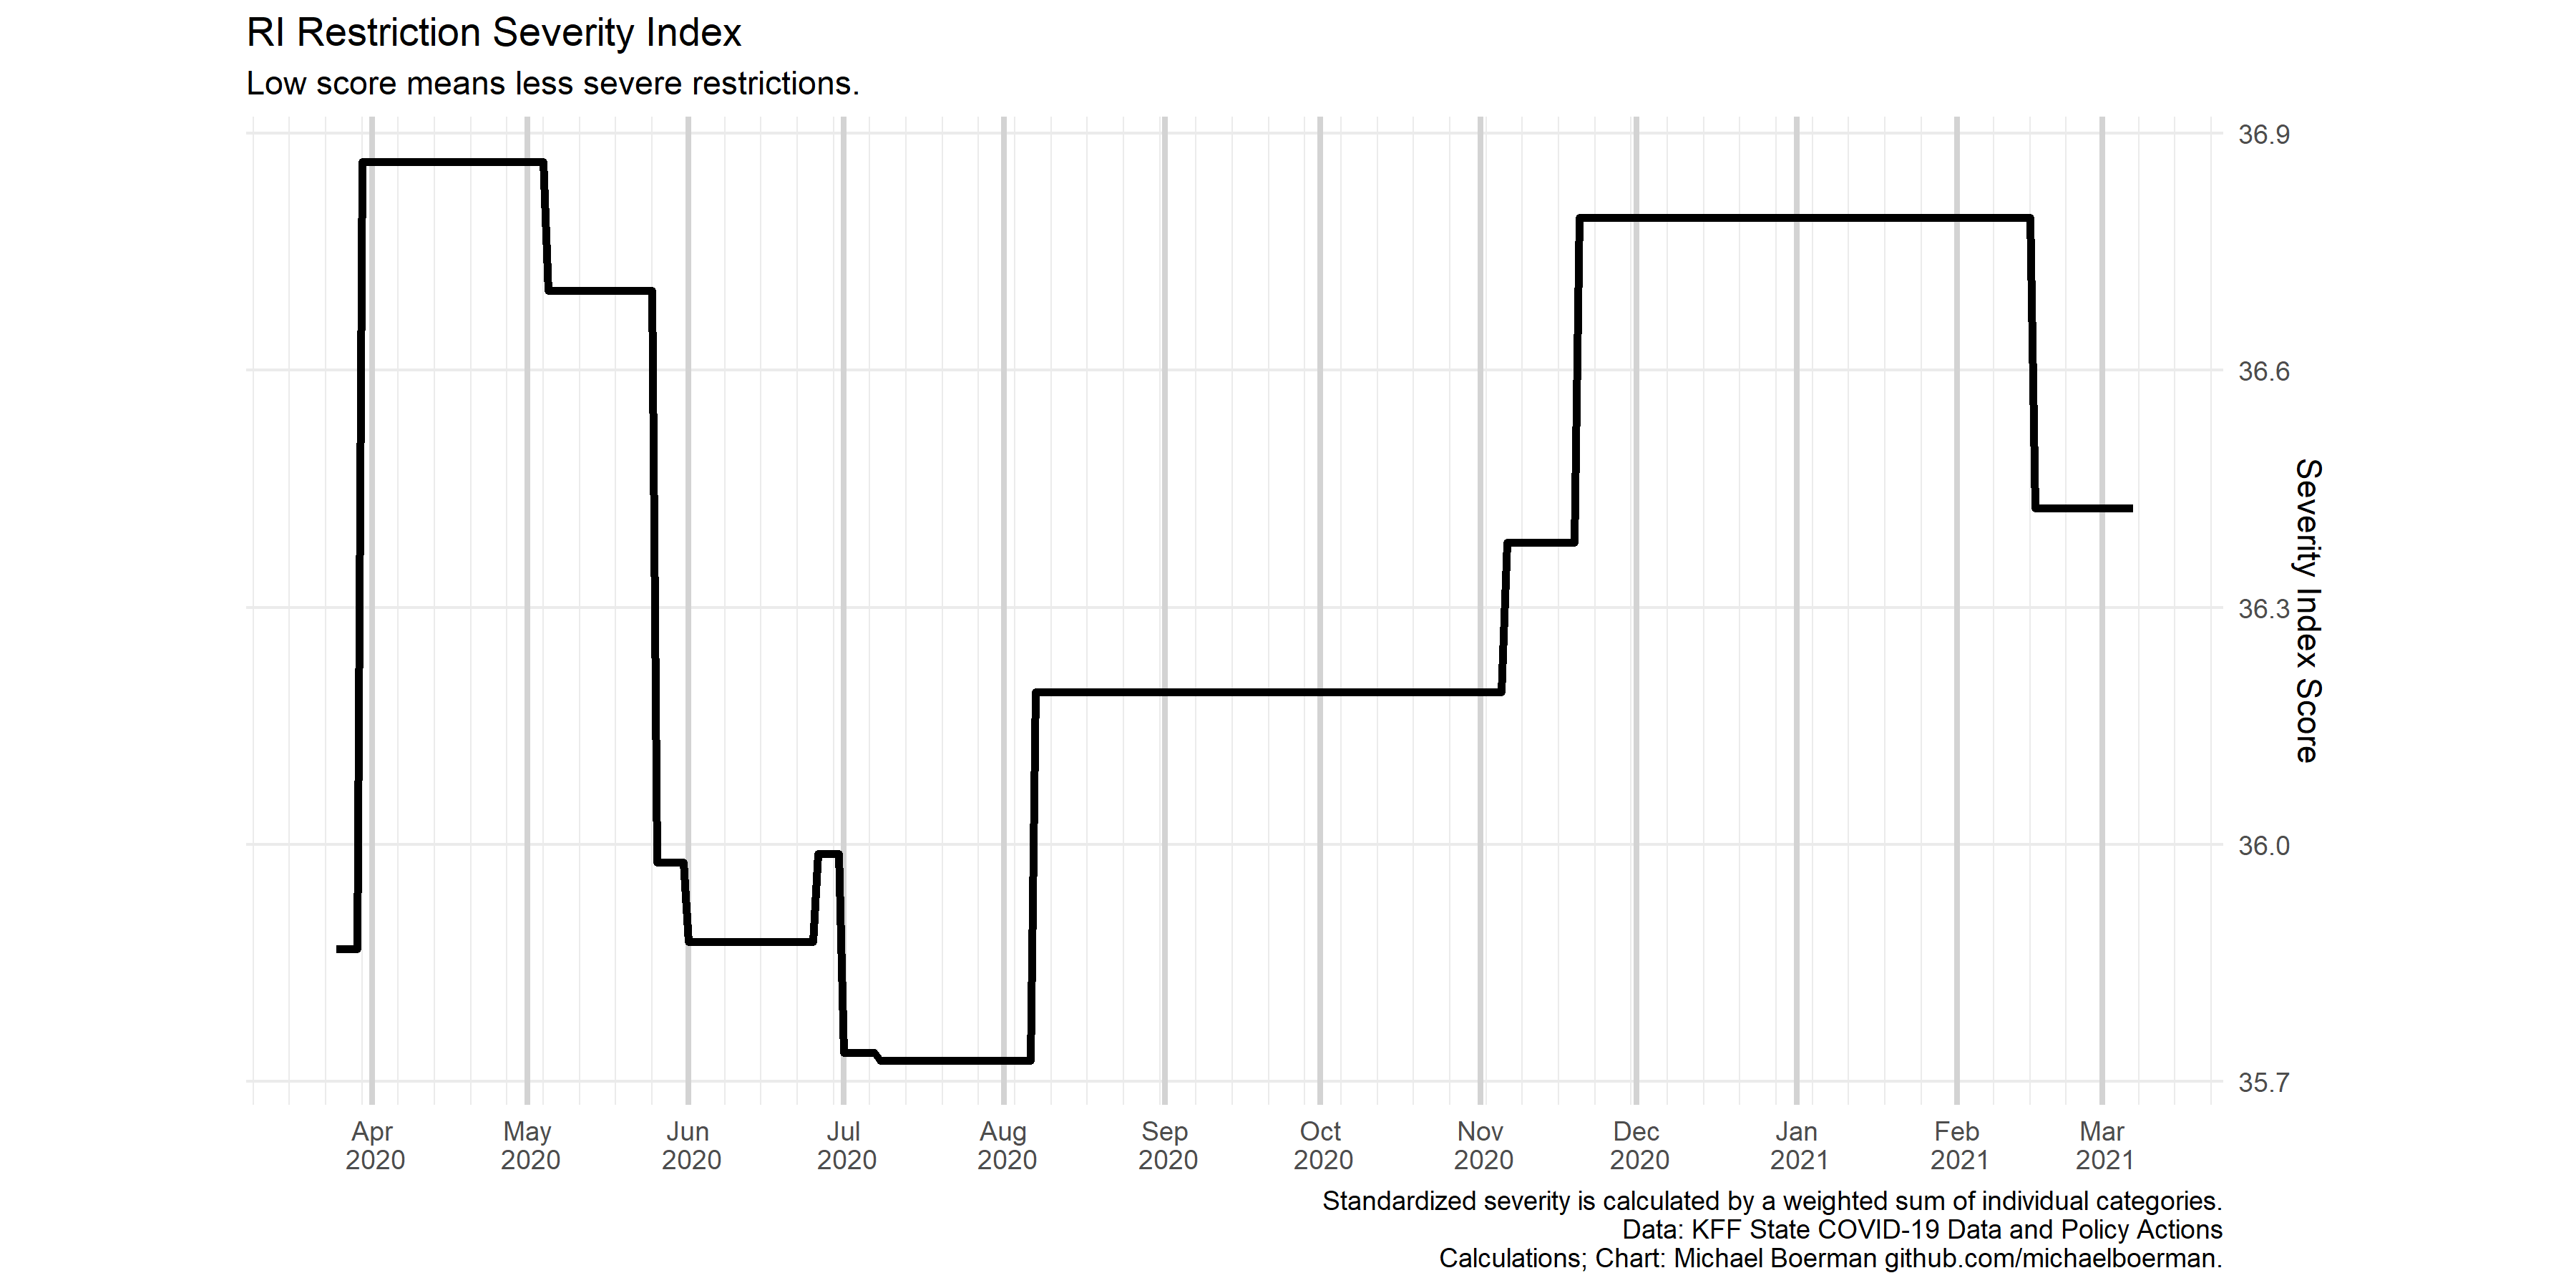 RI Restriction Severity Index
Low score means less severe restrictions.
36.9
36.6
36.3
36.0
35.7
Severity Index Score
Apr
2020
May
2020
Jun
2020
Jul
2020
Aug
2020
Sep
2020
Oct
2020
Nov
2020
Dec
2020
Jan
2021
Feb
2021
Mar
2021
Standardized severity is calculated by a weighted sum of individual categories.
Data: KFF State COVID-19 Data and Policy Actions
Calculations; Chart: Michael Boerman github.com/michaelboerman.